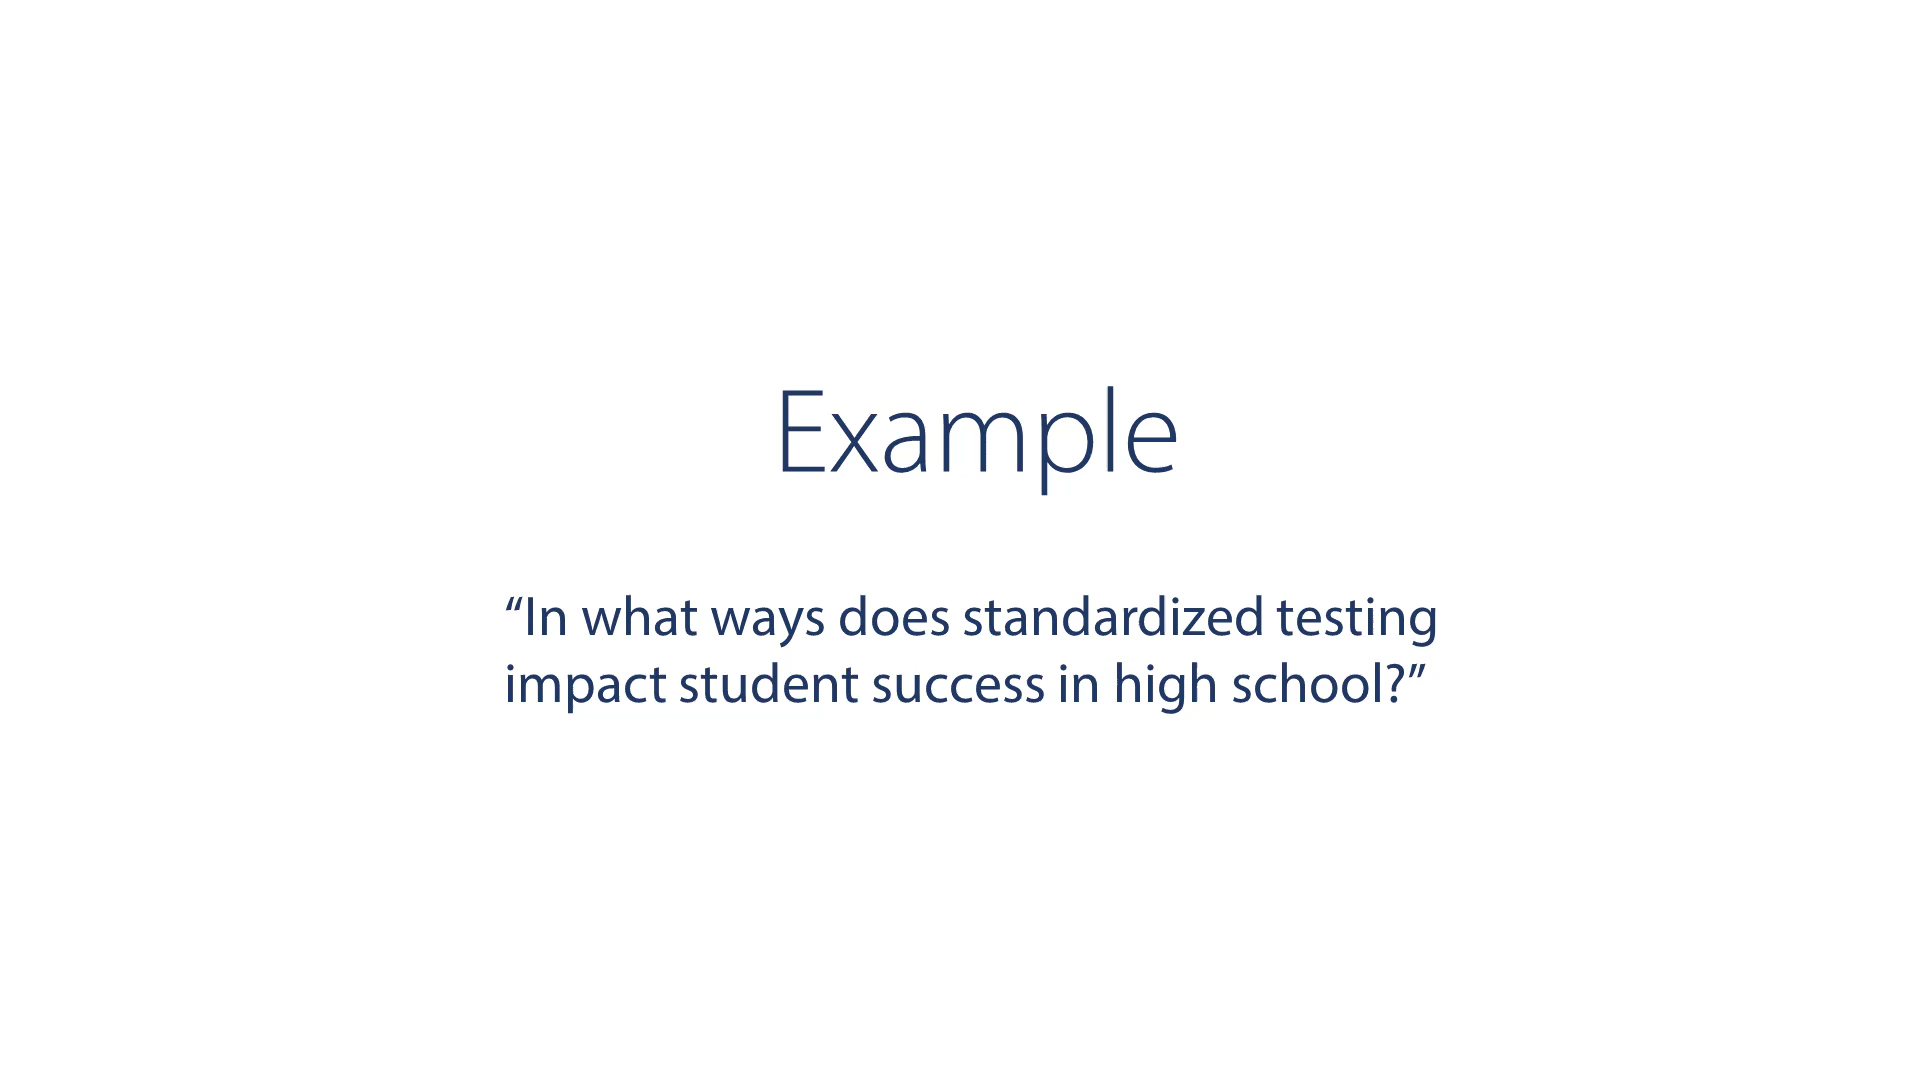 Example
“In what ways does standardized testing
impact student success in high school?”